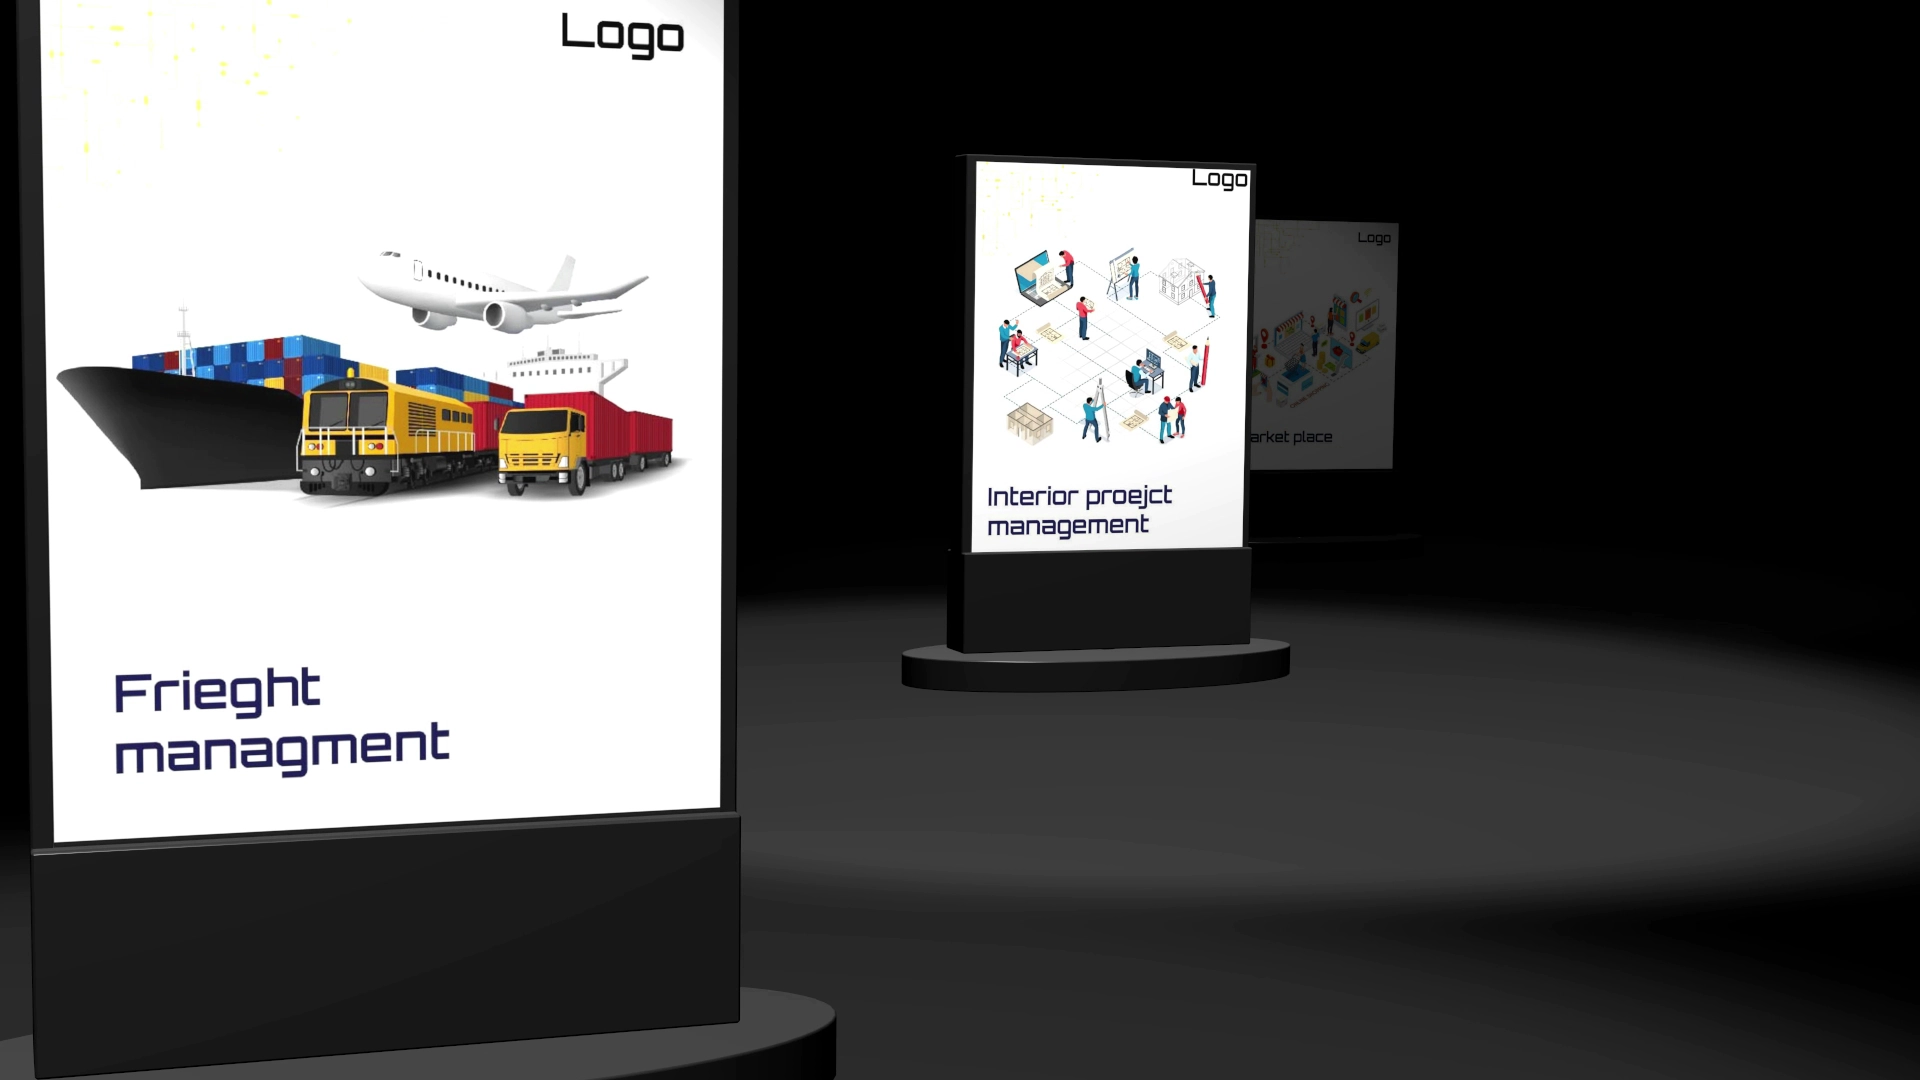 Logo
Frieght
managment
Logo
Interior proejct
management
Logo
arket place